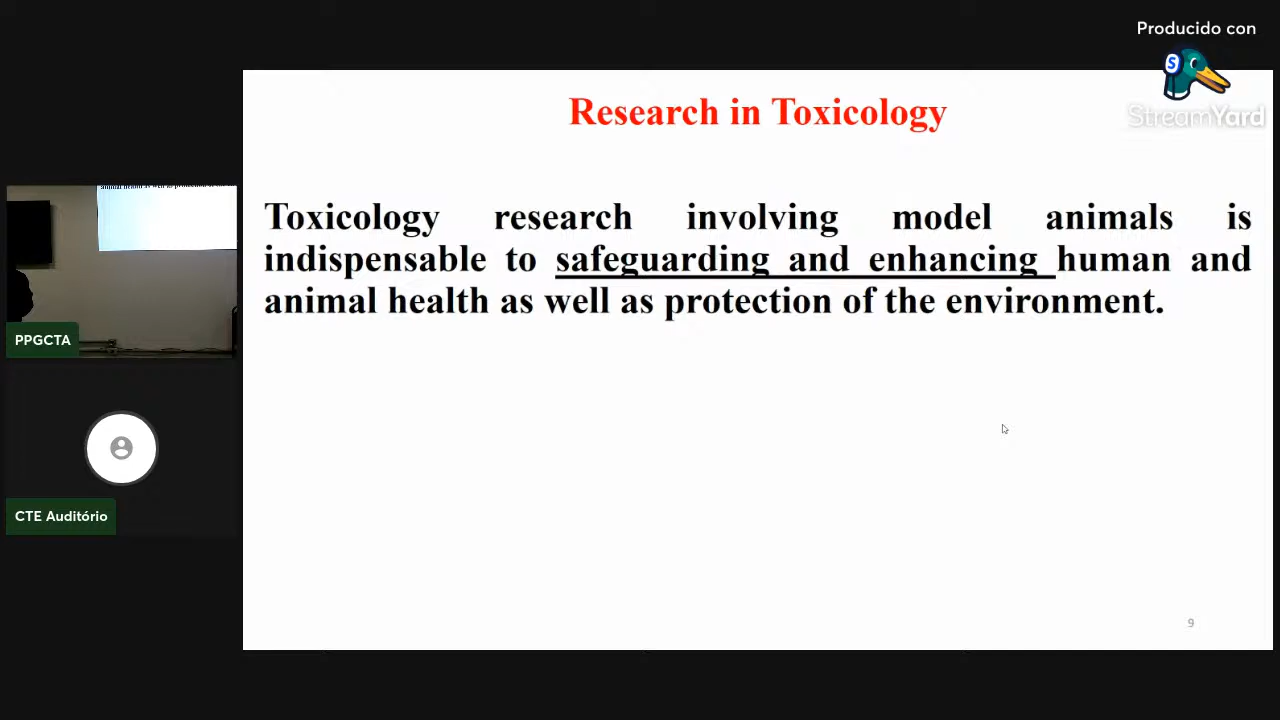 Producido con
StreamYard
Research in Toxicology
Toxicology research involving model animals is
indispensable to safeguarding and enhancing human and
animal health as well as protection of the environment.
PPGCTA
CTE Auditório
9